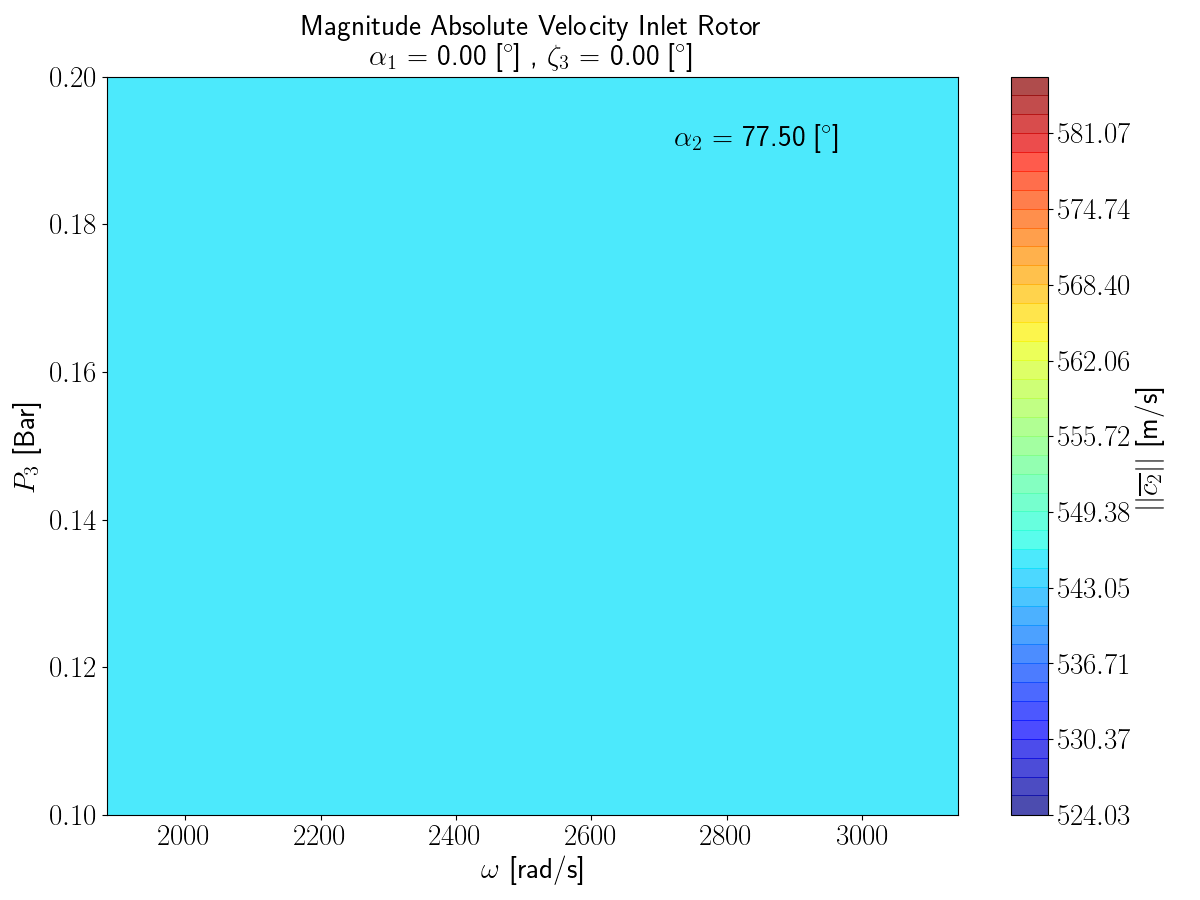 Magnitude Absolute Velocity Inlet Rotor
α₁ = 0.00 [°] , ζ₃ = 0.00 [°]
α₂ = 77.50 [°]
0.20
0.18
0.16
0.14
0.12
0.10
P₃ [Bar]
2000 2200 2400 2600 2800 3000
ω [rad/s]
581.07
574.74
568.40
562.06
555.72
549.38
543.05
536.71
530.37
524.03
||c̅₂|| [m/s]